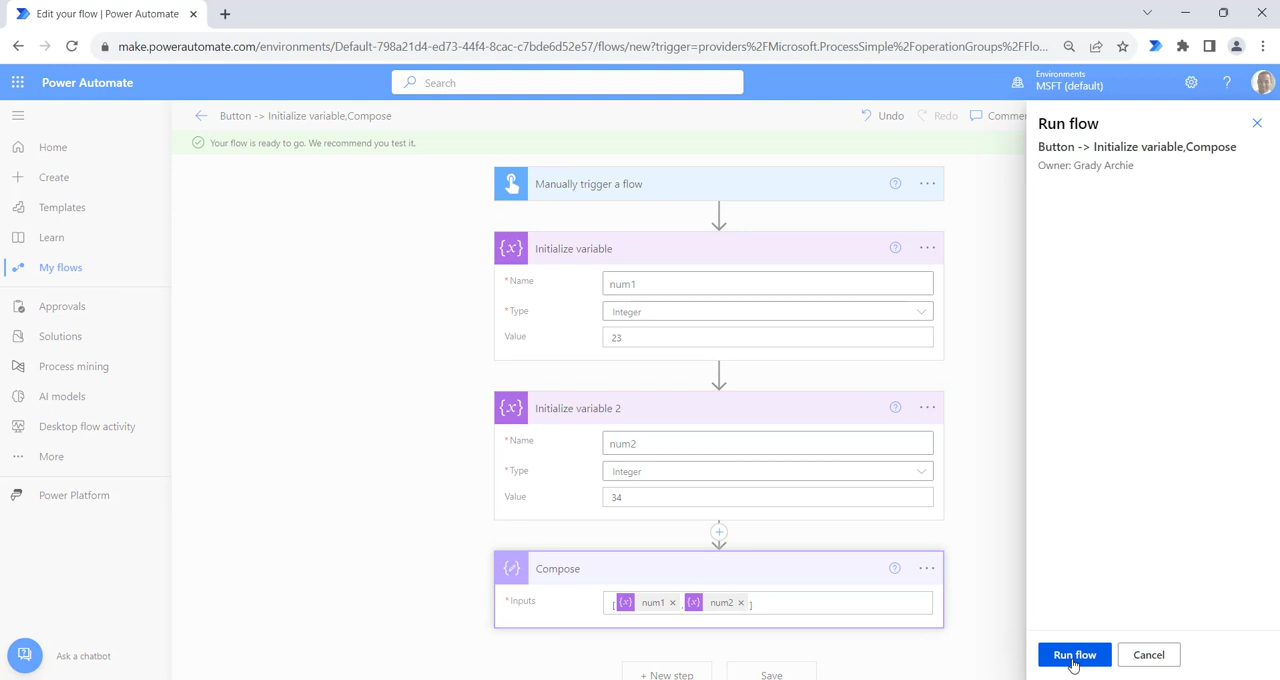 Edit your flow | Power Automate
make.powerautomate.com/environments/Default-798a21d4-ed73-44f4-8cac-c7bde6d52e57/flows/new?trigger=providers%2FMicrosoft.ProcessSimple%2FoperationGroups%2FFlo...
Power Automate
Search
Environments
MSFT (default)
Button -> Initialize variable,Compose
Undo
Redo
Commen
Your flow is ready to go. We recommend you test it.
Home
Create
Templates
Learn
My flows
Approvals
Solutions
Process mining
AI models
Desktop flow activity
More
Power Platform
Ask a chatbot
Manually trigger a flow
{x} Initialize variable
* Name num1
* Type Integer
Value 23
{x} Initialize variable 2
* Name num2
* Type Integer
Value 34
Compose
* Inputs [ {x} num1 × , {x} num2 × ]
+ New step
Save
Run flow
Button -> Initialize variable,Compose
Owner: Grady Archie
Run flow
Cancel